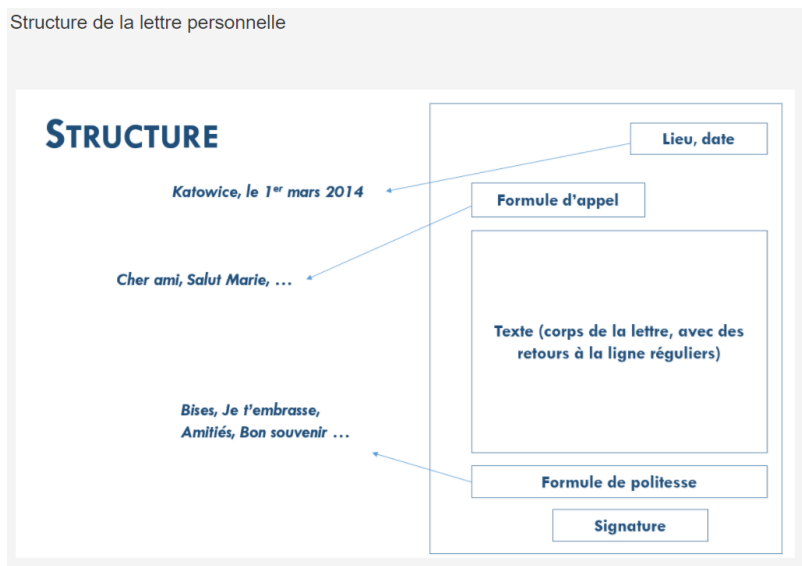 Structure de la lettre personnelle
STRUCTURE
Lieu, date
Katowice, le 1er mars 2014
Formule d'appel
Cher ami, Salut Marie, ...
Texte (corps de la lettre, avec des
retours à la ligne réguliers)
Bises, Je t'embrasse,
Amitiés, Bon souvenir ...
Formule de politesse
Signature